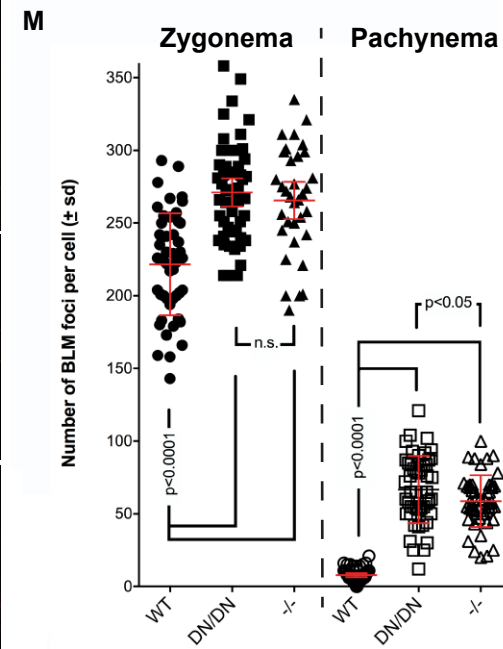 M
Zygonema
Pachynema
Number of BLM foci per cell (± sd)
350
300
250
200
150
100
50
0
n.s.
p<0.0001
p<0.05
p<0.0001
WT
DN/DN
-/-
WT
DN/DN
-/-